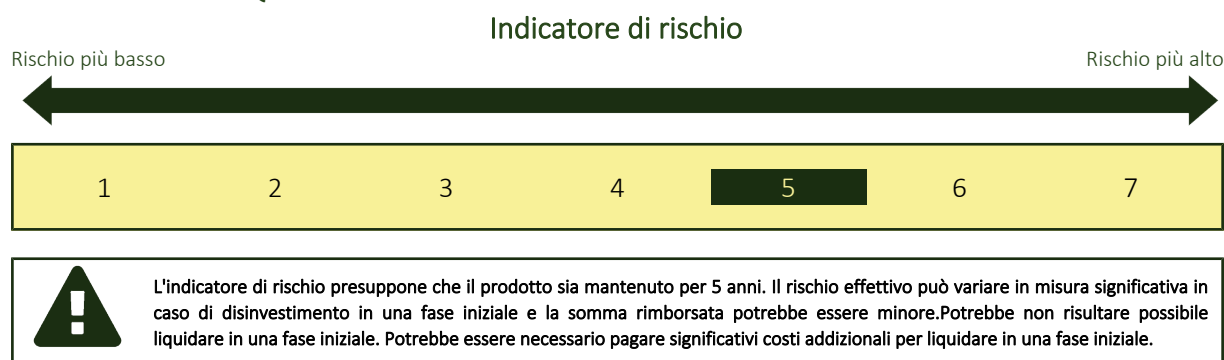 Indicatore di rischio
Rischio più basso
Rischio più alto
1 2 3 4 5 6 7
L'indicatore di rischio presuppone che il prodotto sia mantenuto per 5 anni. Il rischio effettivo può variare in misura significativa in
caso di disinvestimento in una fase iniziale e la somma rimborsata potrebbe essere minore.Potrebbe non risultare possibile
liquidare in una fase iniziale. Potrebbe essere necessario pagare significativi costi addizionali per liquidare in una fase iniziale.